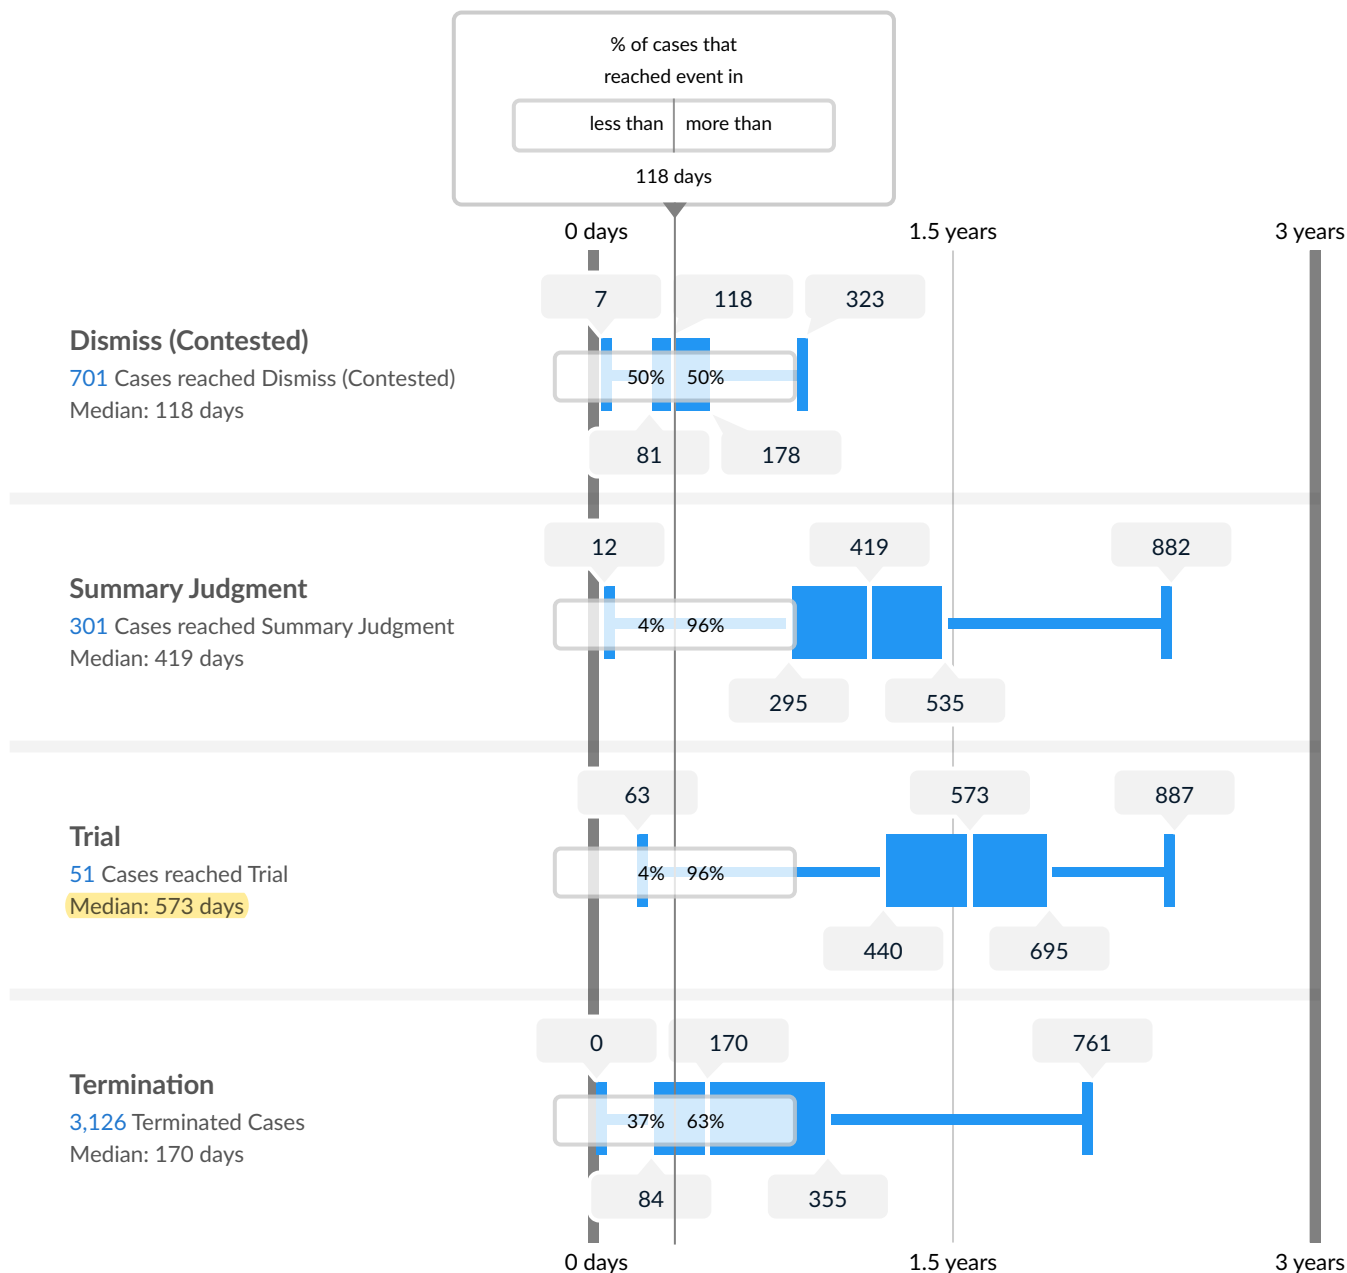 % of cases that
reached event in
less than more than
118 days
0 days 1.5 years 3 years
7 118 323
Dismiss (Contested)
701 Cases reached Dismiss (Contested)
Median: 118 days
50% 50%
81 178
12 419 882
Summary Judgment
301 Cases reached Summary Judgment
Median: 419 days
4% 96%
295 535
63 573 887
Trial
51 Cases reached Trial
Median: 573 days
4% 96%
440 695
0 170 761
Termination
3,126 Terminated Cases
Median: 170 days
37% 63%
84 355
0 days 1.5 years 3 years